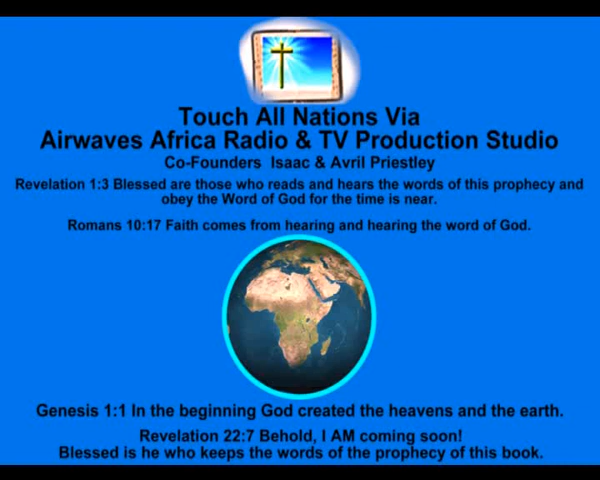 Touch All Nations Via
Airwaves Africa Radio & TV Production Studio
Co-Founders Isaac & Avril Priestley
Revelation 1:3 Blessed are those who reads and hears the words of this prophecy and
obey the Word of God for the time is near.
Romans 10:17 Faith comes from hearing and hearing the word of God.
Genesis 1:1 In the beginning God created the heavens and the earth.
Revelation 22:7 Behold, I AM coming soon!
Blessed is he who keeps the words of the prophecy of this book.